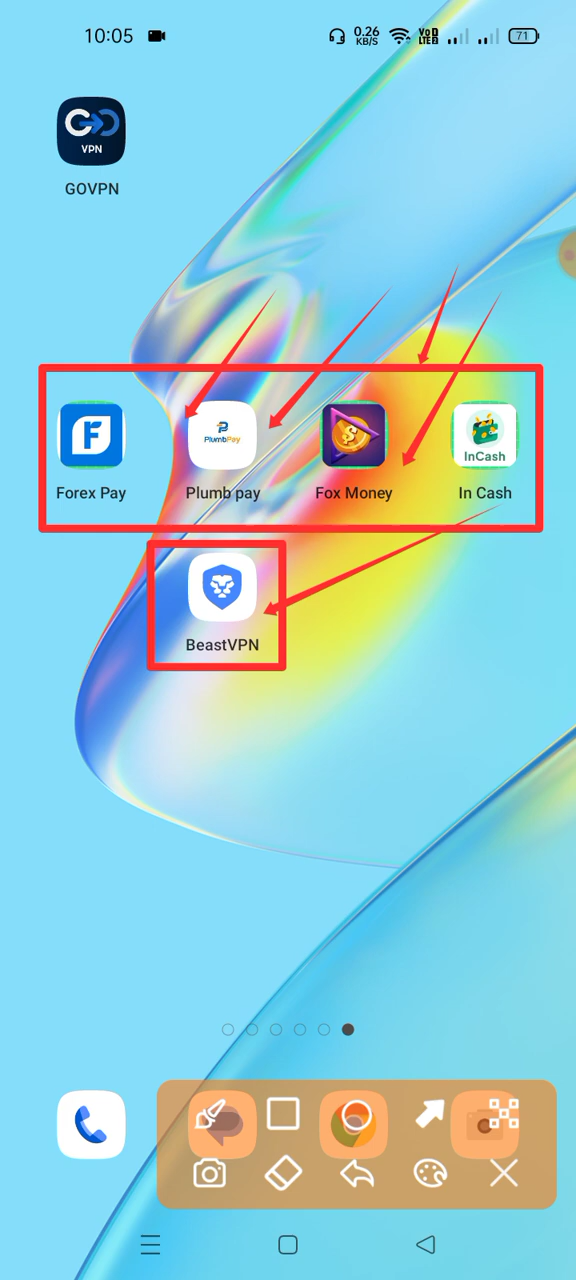 10:05
0.26
KB/S
VoD
LTE2
71
VPN
GOVPN
PlumbPay
InCash
Forex Pay
Plumb pay
Fox Money
In Cash
BeastVPN